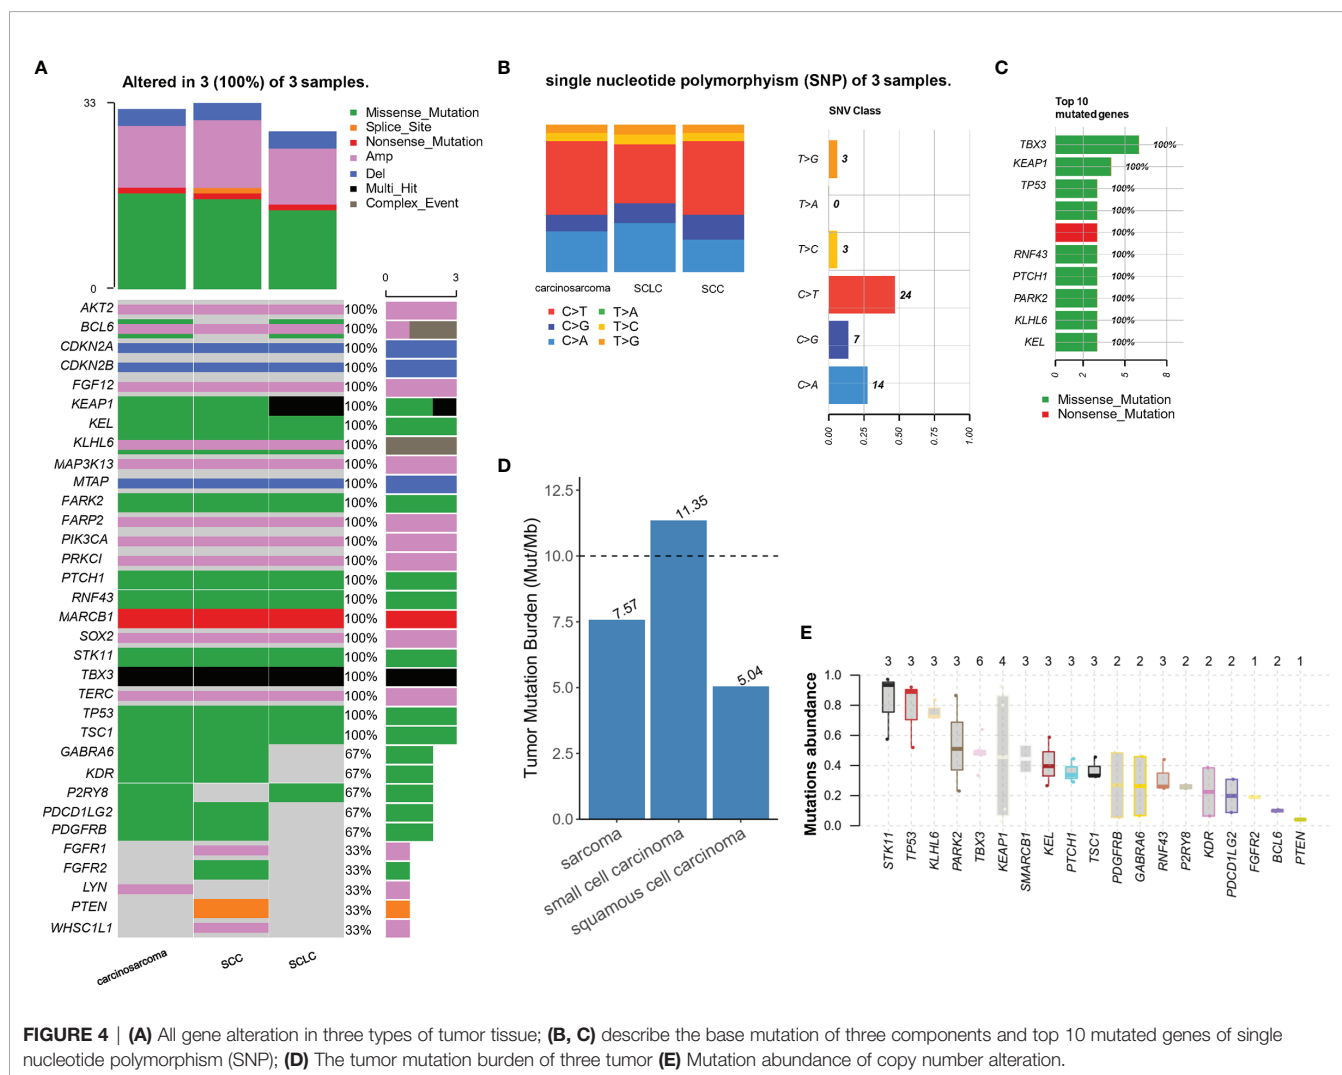 A
Altered in 3 (100%) of 3 samples.
33
0
Missense_Mutation
Splice_Site
Nonsense_Mutation
Amp
Del
Multi_Hit
Complex_Event
0 3
AKT2 100%
BCL6 100%
CDKN2A 100%
CDKN2B 100%
FGF12 100%
KEAP1 100%
KEL 100%
KLHL6 100%
MAP3K13 100%
MTAP 100%
FARK2 100%
FARP2 100%
PIK3CA 100%
PRKCI 100%
PTCH1 100%
RNF43 100%
MARCB1 100%
SOX2 100%
STK11 100%
TBX3 100%
TERC 100%
TP53 100%
TSC1 100%
GABRA6 67%
KDR 67%
P2RY8 67%
PDCD1LG2 67%
PDGFRB 67%
FGFR1 33%
FGFR2 33%
LYN 33%
PTEN 33%
WHSC1L1 33%
carcinosarcoma SCC SCLC
B
single nucleotide polymorphyism (SNP) of 3 samples.
carcinosarcoma SCLC SCC
C>T T>A
C>G T>C
C>A T>G
SNV Class
T>G 3
T>A 0
T>C 3
C>T 24
C>G 7
C>A 14
0.00 0.25 0.50 0.75 1.00
C
Top 10
mutated genes
TBX3 100%
KEAP1 100%
TP53 100%
100%
100%
RNF43 100%
PTCH1 100%
PARK2 100%
KLHL6 100%
KEL 100%
0 2 5 8
Missense_Mutation
Nonsense_Mutation
D
Tumor Mutation Burden (Mut/Mb)
12.5
10.0
7.5
5.0
2.5
0.0
7.57
11.35
5.04
sarcoma
small cell carcinoma
squamous cell carcinoma
E
3 3 3 3 6 4 3 3 3 3 2 2 3 2 2 2 1 2 1
Mutations abundance
1.0
0.8
0.6
0.4
0.2
0.0
STK11 TP53 KLHL6 PARK2 TBX3 KEAP1 SMARCB1 KEL PTCH1 TSC1 PDGFRB GABRA6 RNF43 P2RY8 KDR PDCD1LG2 FGFR2 BCL6 PTEN
FIGURE 4 | (A) All gene alteration in three types of tumor tissue; (B, C) describe the base mutation of three components and top 10 mutated genes of single
nucleotide polymorphism (SNP); (D) The tumor mutation burden of three tumor (E) Mutation abundance of copy number alteration.